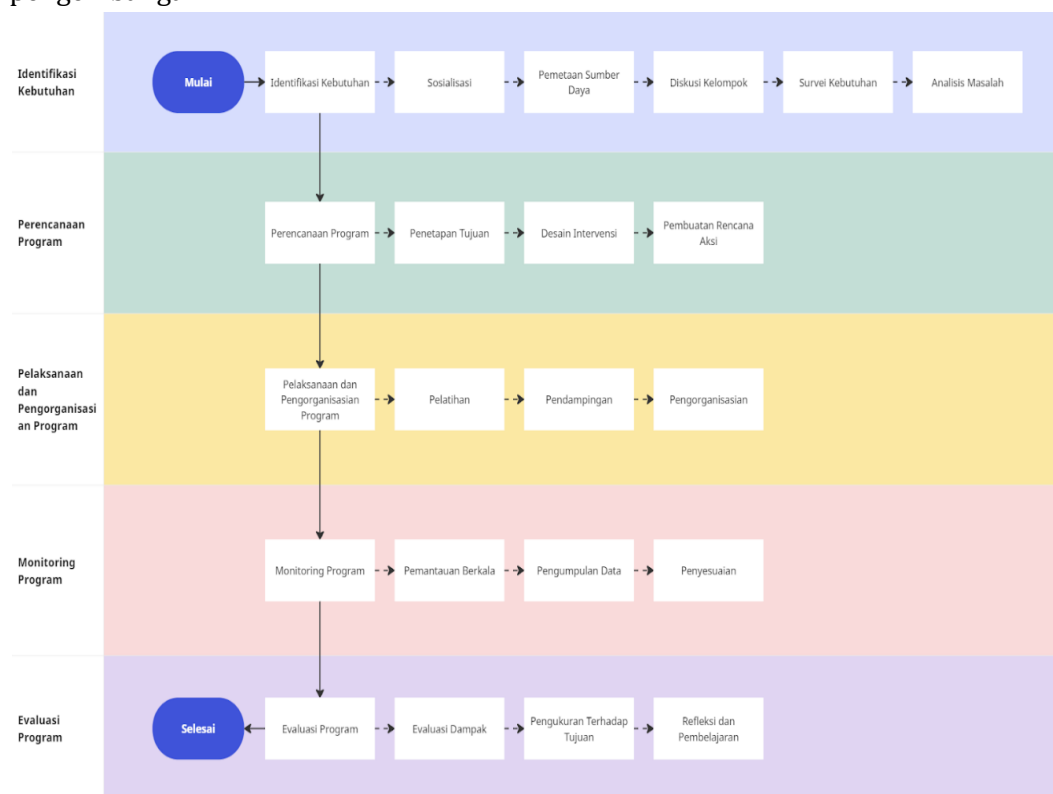 Identifikasi
Kebutuhan
Mulai
Identifikasi Kebutuhan
Sosialisasi
Pemetaan Sumber
Daya
Diskusi Kelompok
Survei Kebutuhan
Analisis Masalah
Perencanaan
Program
Perencanaan Program
Penetapan Tujuan
Desain Intervensi
Pembuatan Rencana
Aksi
Pelaksanaan
dan
Pengorganisasi
an Program
Pelaksanaan dan
Pengorganisasian
Program
Pelatihan
Pendampingan
Pengorganisasian
Monitoring
Program
Monitoring Program
Pemantauan Berkala
Pengumpulan Data
Penyesuaian
Evaluasi
Program
Selesai
Evaluasi Program
Evaluasi Dampak
Pengukuran Terhadap
Tujuan
Refleksi dan
Pembelajaran